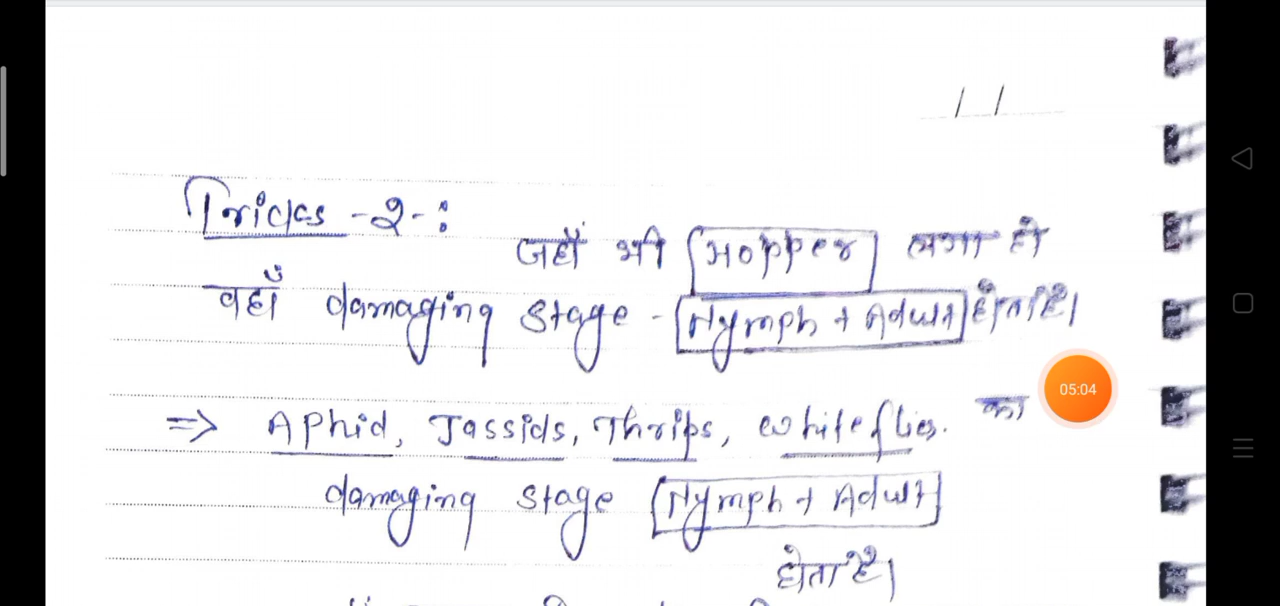 Tricks -2-:
जहाँ भी Hopper लगा हो
वहाँ damaging stage - Nymph + Adult होता है।
05:04
=> Aphid, Jassids, Thrips, whiteflies. का
damaging stage Nymph + Adult
होता है।